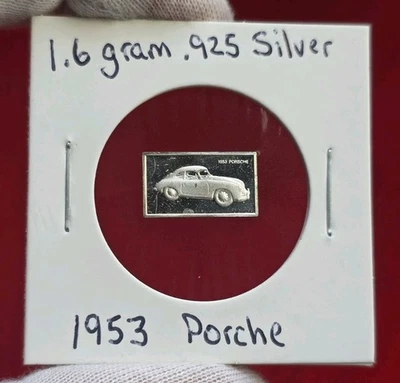 1.6 gram .925 Silver
1953 PORSCHE
1953 Porche